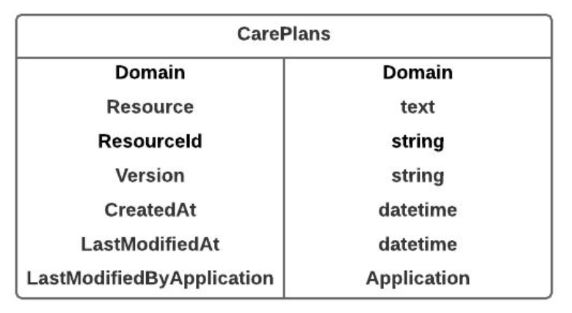 CarePlans
Domain Domain
Resource text
ResourceId string
Version string
CreatedAt datetime
LastModifiedAt datetime
LastModifiedByApplication Application